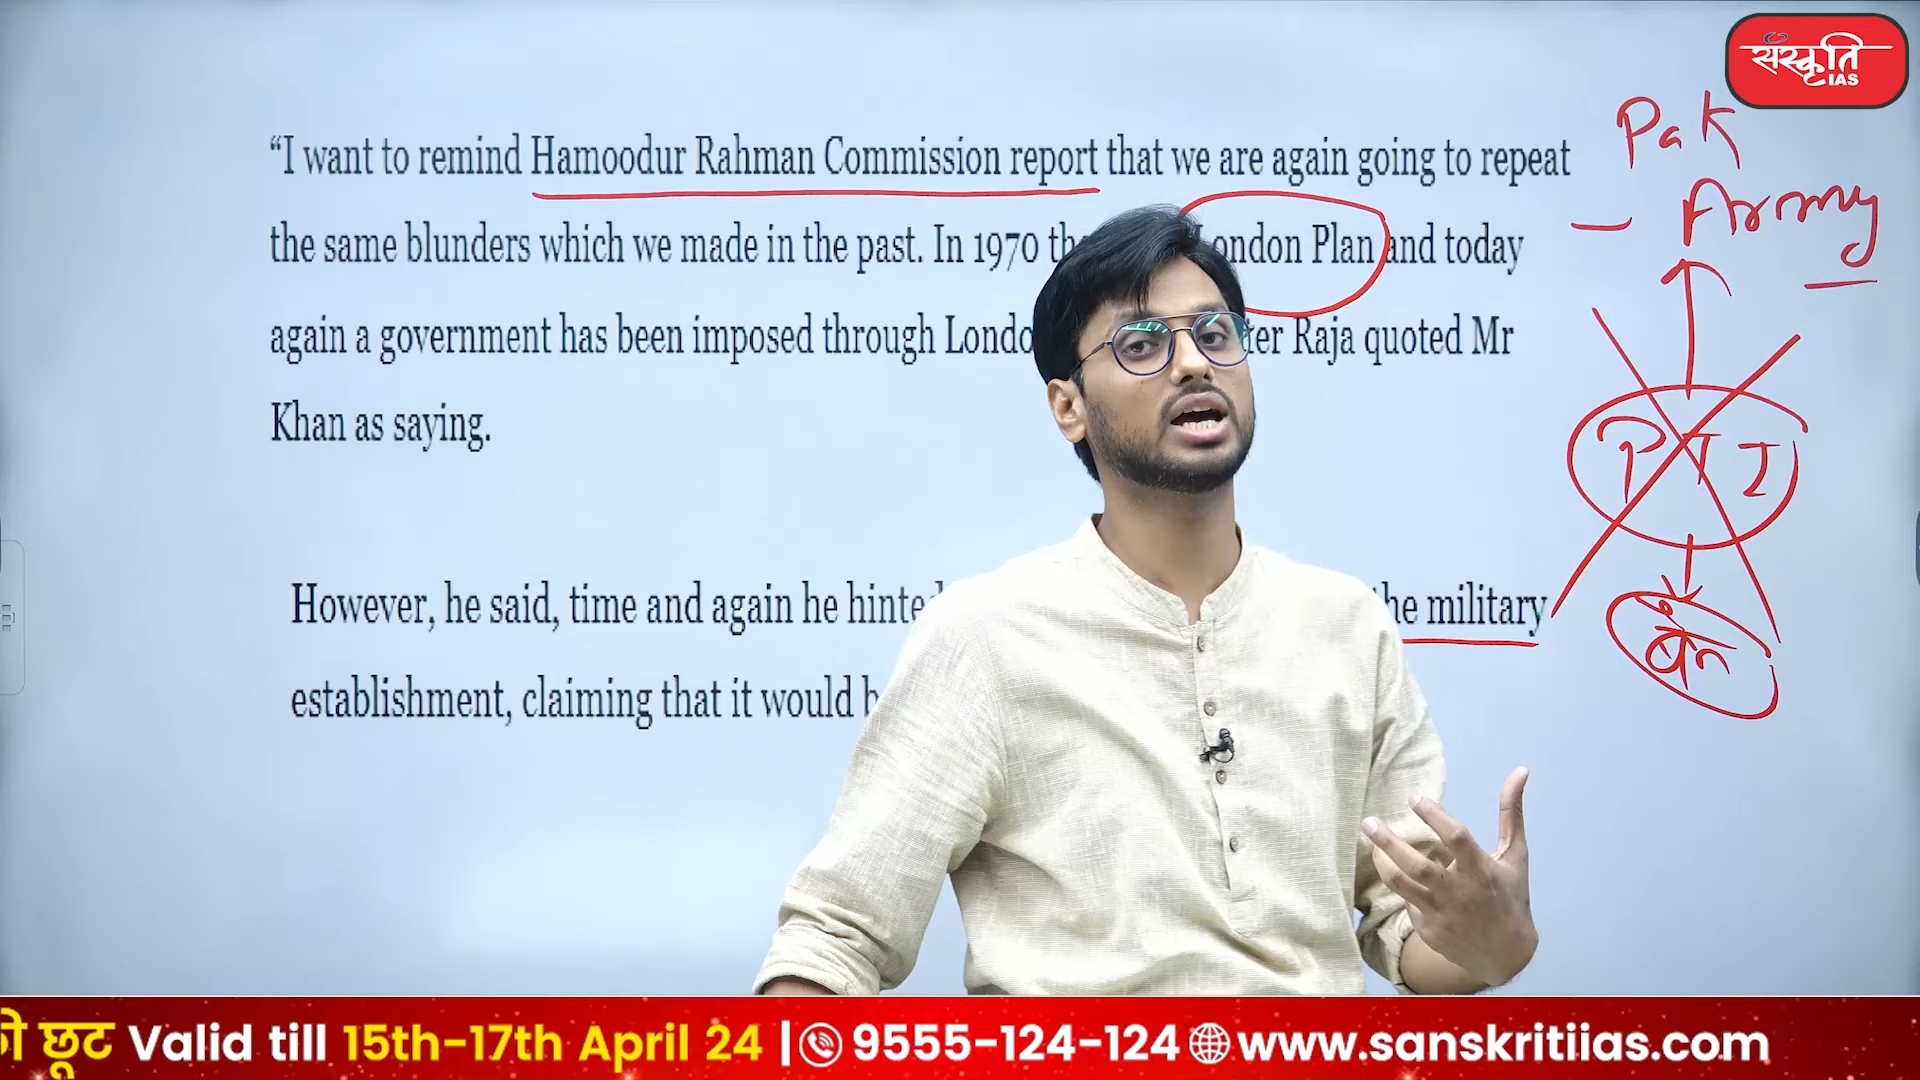 संस्कृति
IAS
“I want to remind Hamoodur Rahman Commission report that we are again going to repeat
the same blunders which we made in the past. In 1970 ondon Plan and today
again a government has been imposed through Londo Raja quoted Mr
Khan as saying.
However, he said, time and again he hinted he military
establishment, claiming that it would b
Pak
- Army
PTI
बैन
छूट Valid till 15th-17th April 24 | 9555-124-124 www.sanskritiias.com